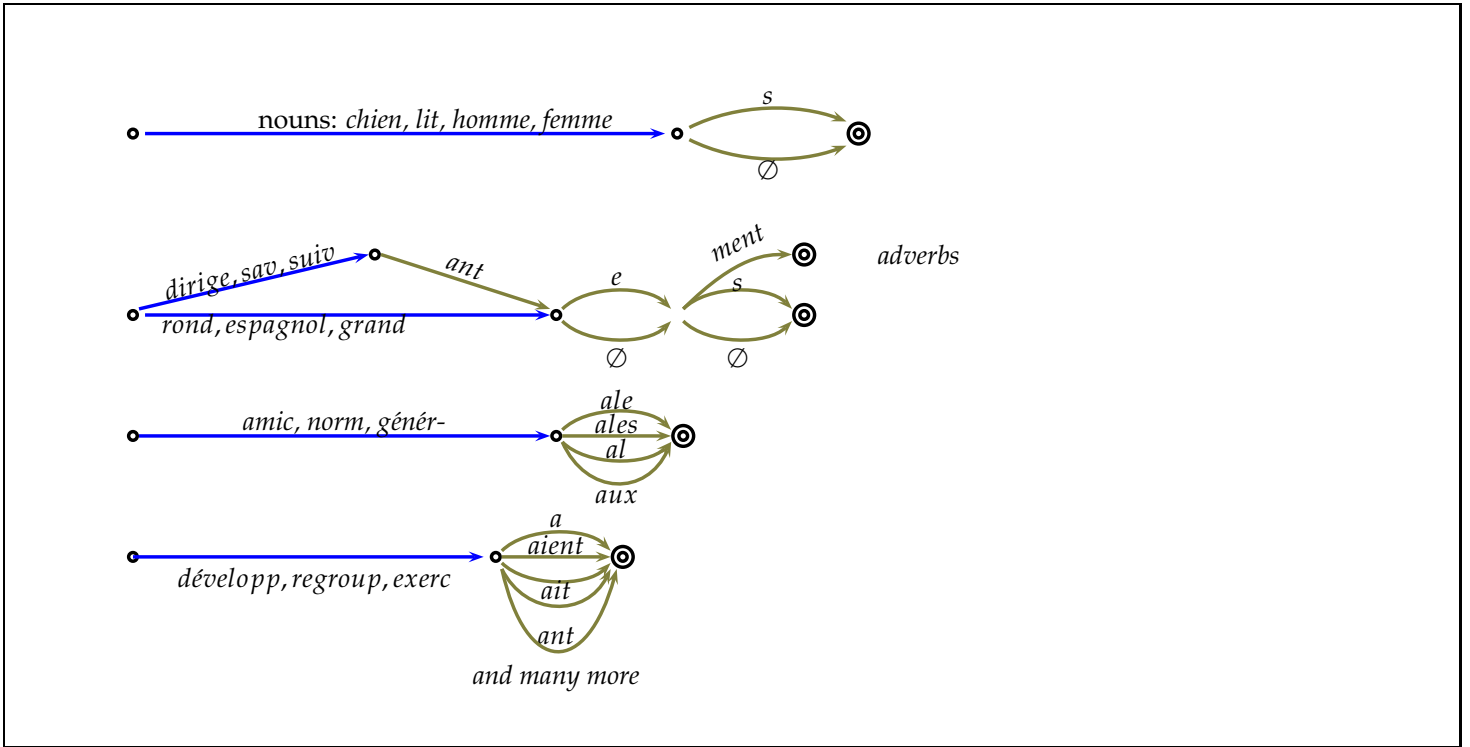 s
nouns: chien, lit, homme, femme
∅
ment
adverbs
dirige, sav, suiv
ant
e
s
rond, espagnol, grand
∅
∅
ale
amic, norm, génér-
ales
al
aux
a
aient
développ, regroup, exerc
ait
ant
and many more